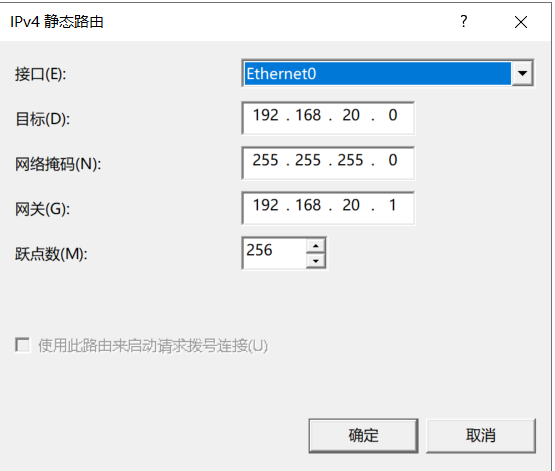 IPv4 静态路由
接口(E): Ethernet0
目标(D): 192 . 168 . 20 . 0
网络掩码(N): 255 . 255 . 255 . 0
网关(G): 192 . 168 . 20 . 1
跃点数(M): 256
使用此路由来启动请求拨号连接(U)
确定 取消